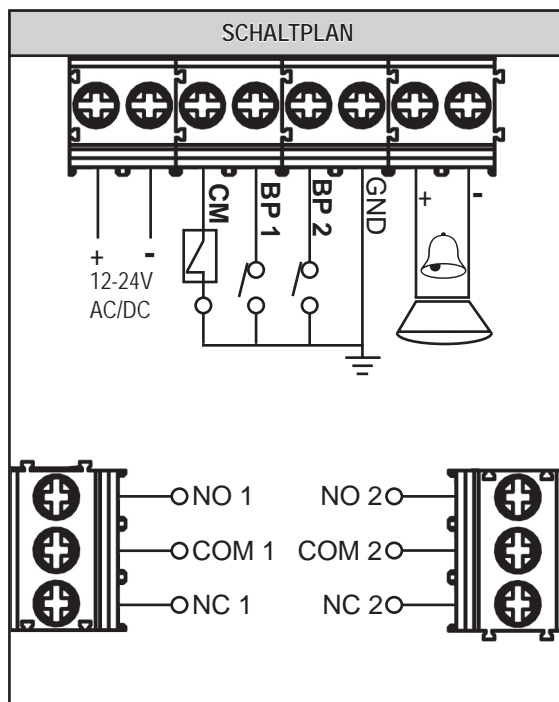 SCHALTPLAN
CM
BP 1
BP 2
GND
+ -
+ -
12-24V
AC/DC
NO 1 NO 2
COM 1 COM 2
NC 1 NC 2